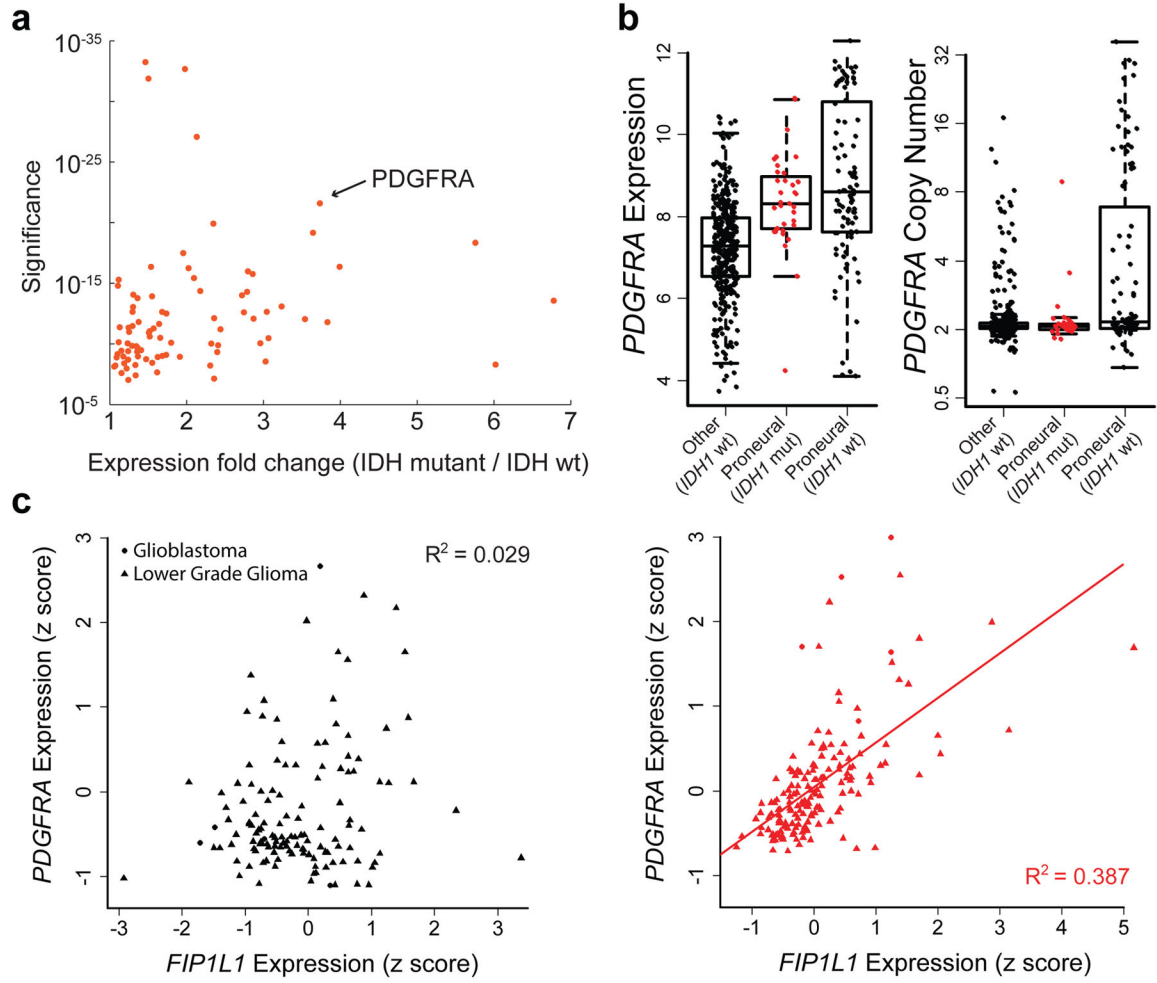 a
10-35
10-25
10-15
10-5
Significance
PDGFRA
1 2 3 4 5 6 7
Expression fold change (IDH mutant / IDH wt)
b
12
10
8
6
4
PDGFRA Expression
Other
(IDH1 wt)
Proneural
(IDH1 mut)
Proneural
(IDH1 wt)
32
16
8
4
2
0.5
PDGFRA Copy Number
Other
(IDH1 wt)
Proneural
(IDH1 mut)
Proneural
(IDH1 wt)
c
3
2
1
0
-1
PDGFRA Expression (z score)
Glioblastoma
Lower Grade Glioma
R2 = 0.029
-3 -2 -1 0 1 2 3
FIP1L1 Expression (z score)
3
2
1
0
-1
PDGFRA Expression (z score)
R2 = 0.387
-1 0 1 2 3 4 5
FIP1L1 Expression (z score)